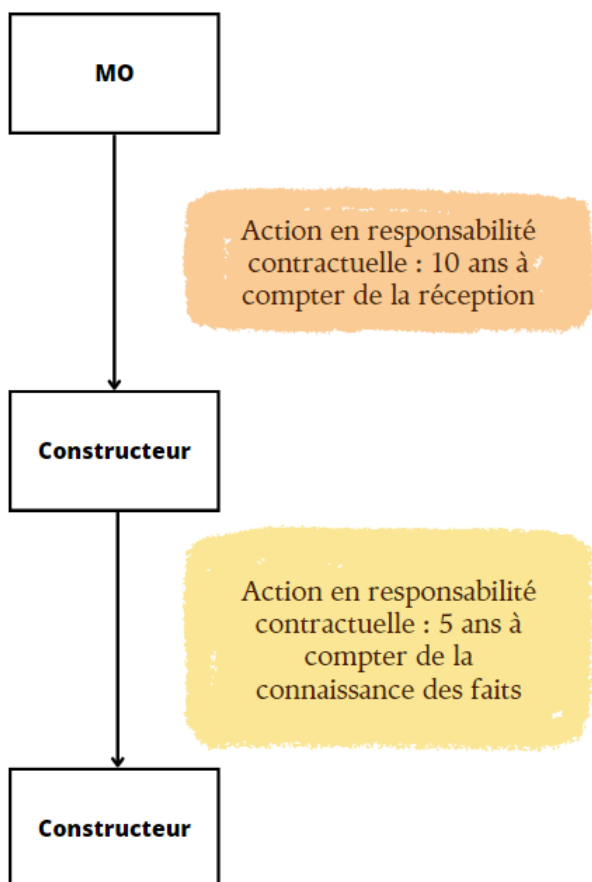 MO
Action en responsabilité
contractuelle : 10 ans à
compter de la réception
Constructeur
Action en responsabilité
contractuelle : 5 ans à
compter de la
connaissance des faits
Constructeur